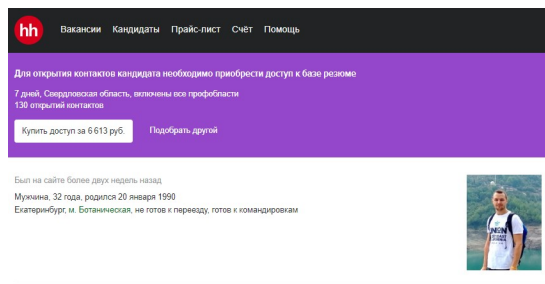 hh Вакансии Кандидаты Прайс-лист Счёт Помощь
Для открытия контактов кандидата необходимо приобрести доступ к базе резюме
7 дней, Свердловская область, включены все профобласти
130 открытий контактов
Купить доступ за 6 613 руб. Подобрать другой
Был на сайте более двух недель назад
Мужчина, 32 года, родился 20 января 1990
Екатеринбург, м. Ботаническая, не готов к переезду, готов к командировкам